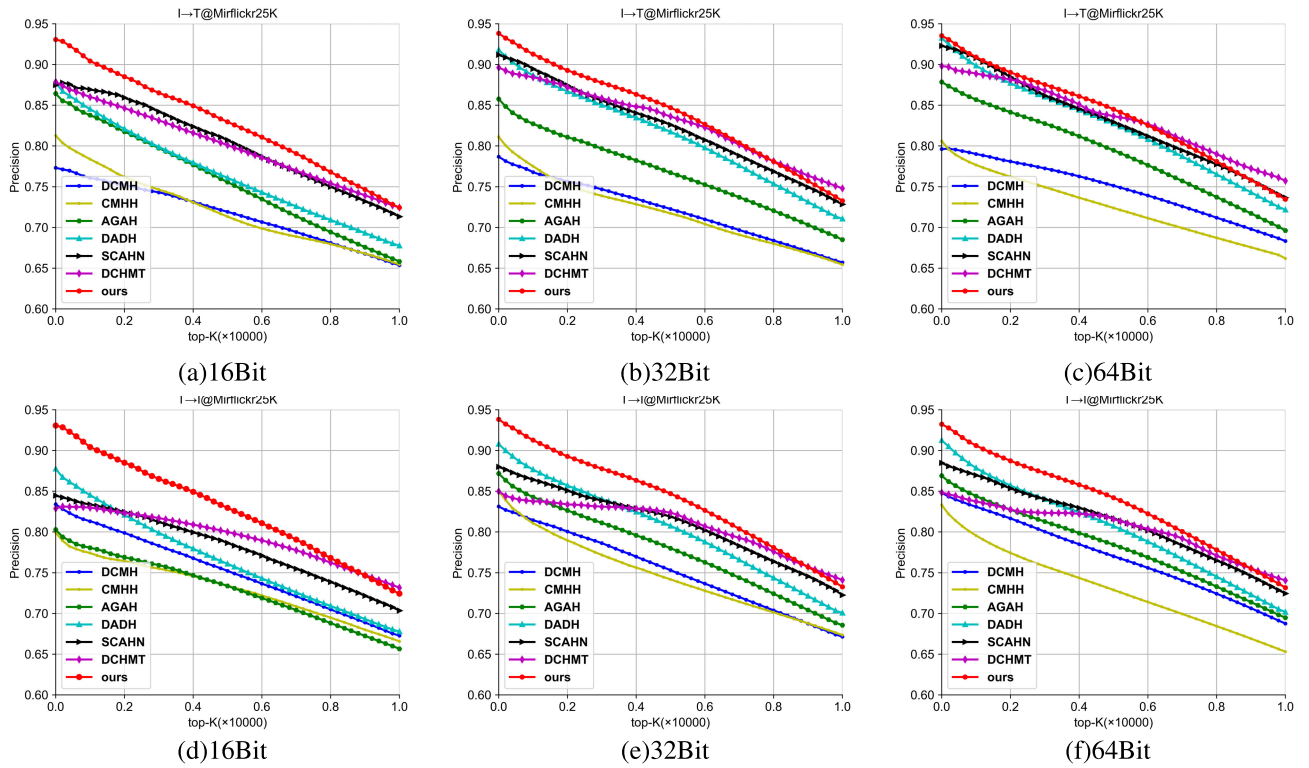 I→T@Mirflickr25K
Precision
0.95
0.90
0.85
0.80
0.75
0.70
0.65
0.60
DCMH
CMHH
AGAH
DADH
SCAHN
DCHMT
ours
0.0 0.2 0.4 0.6 0.8 1.0
top-K(×10000)
(a)16Bit
I→T@Mirflickr25K
Precision
0.95
0.90
0.85
0.80
0.75
0.70
0.65
0.60
DCMH
CMHH
AGAH
DADH
SCAHN
DCHMT
ours
0.0 0.2 0.4 0.6 0.8 1.0
top-K(×10000)
(b)32Bit
I→T@Mirflickr25K
Precision
0.95
0.90
0.85
0.80
0.75
0.70
0.65
0.60
DCMH
CMHH
AGAH
DADH
SCAHN
DCHMT
ours
0.0 0.2 0.4 0.6 0.8 1.0
top-K(×10000)
(c)64Bit
I→I@Mirflickr25K
Precision
0.95
0.90
0.85
0.80
0.75
0.70
0.65
0.60
DCMH
CMHH
AGAH
DADH
SCAHN
DCHMT
ours
0.0 0.2 0.4 0.6 0.8 1.0
top-K(×10000)
(d)16Bit
I→I@Mirflickr25K
Precision
0.95
0.90
0.85
0.80
0.75
0.70
0.65
0.60
DCMH
CMHH
AGAH
DADH
SCAHN
DCHMT
ours
0.0 0.2 0.4 0.6 0.8 1.0
top-K(×10000)
(e)32Bit
I→I@Mirflickr25K
Precision
0.95
0.90
0.85
0.80
0.75
0.70
0.65
0.60
DCMH
CMHH
AGAH
DADH
SCAHN
DCHMT
ours
0.0 0.2 0.4 0.6 0.8 1.0
top-K(×10000)
(f)64Bit